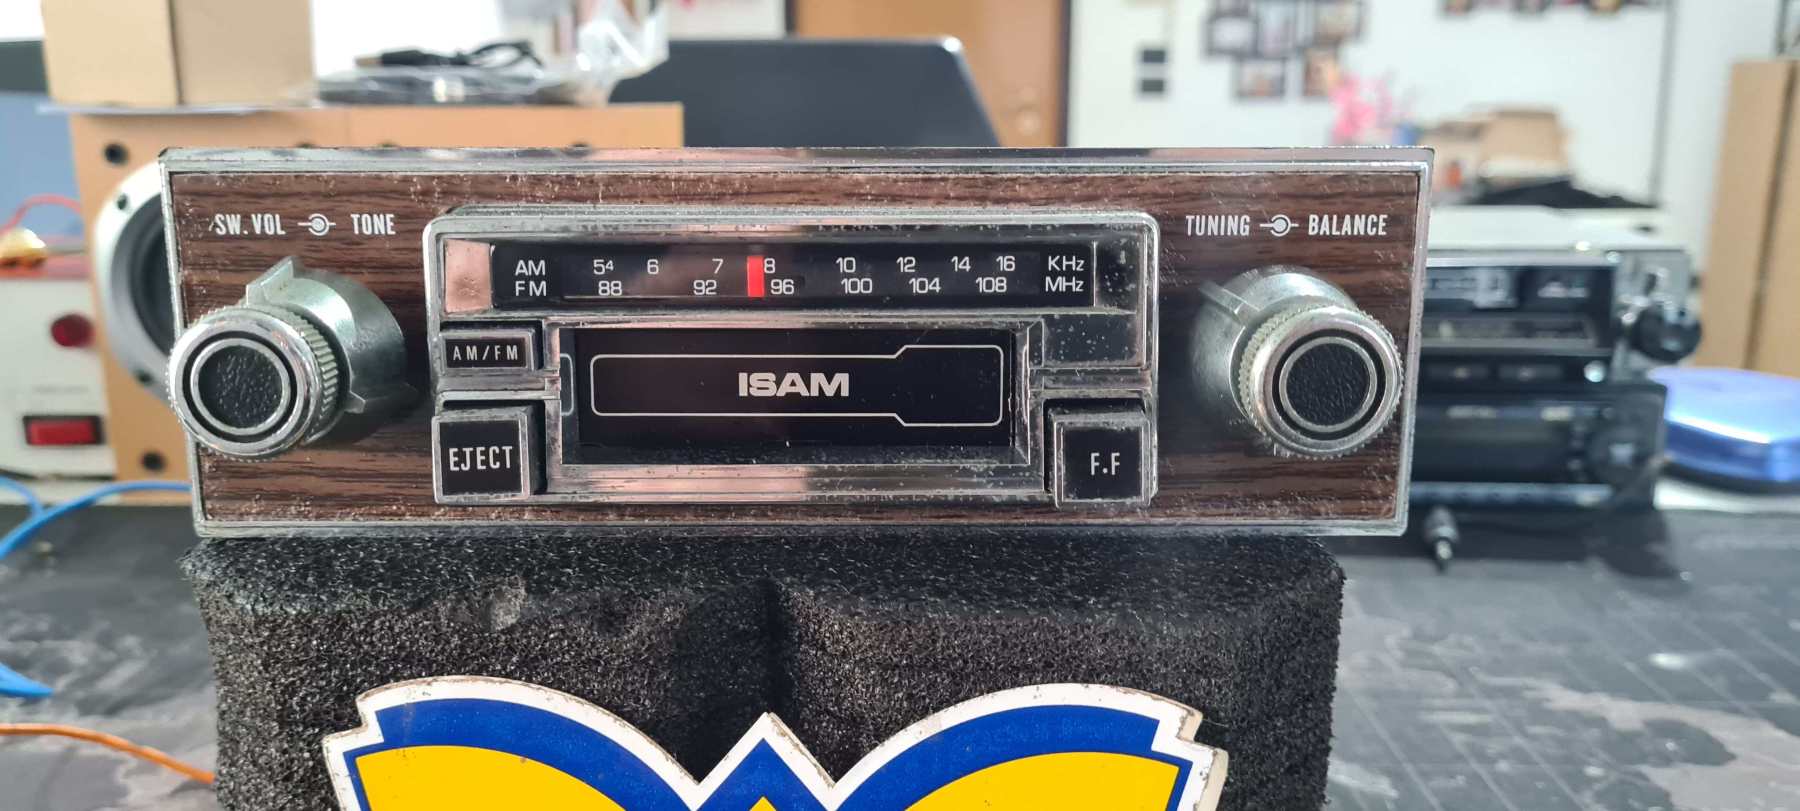 SW. VOL TONE
TUNING BALANCE
AM 54 6 7 8 10 12 14 16 KHz
FM 88 92 96 100 104 108 MHz
AM/FM
ISAM
EJECT
F.F